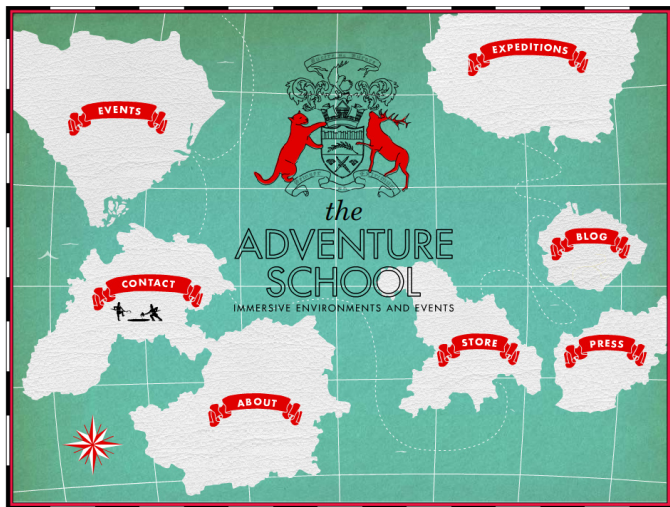 EXPEDITIONS
EVENTS
the
ADVENTURE
SCHOOL
IMMERSIVE ENVIRONMENTS AND EVENTS
BLOG
CONTACT
STORE
PRESS
ABOUT